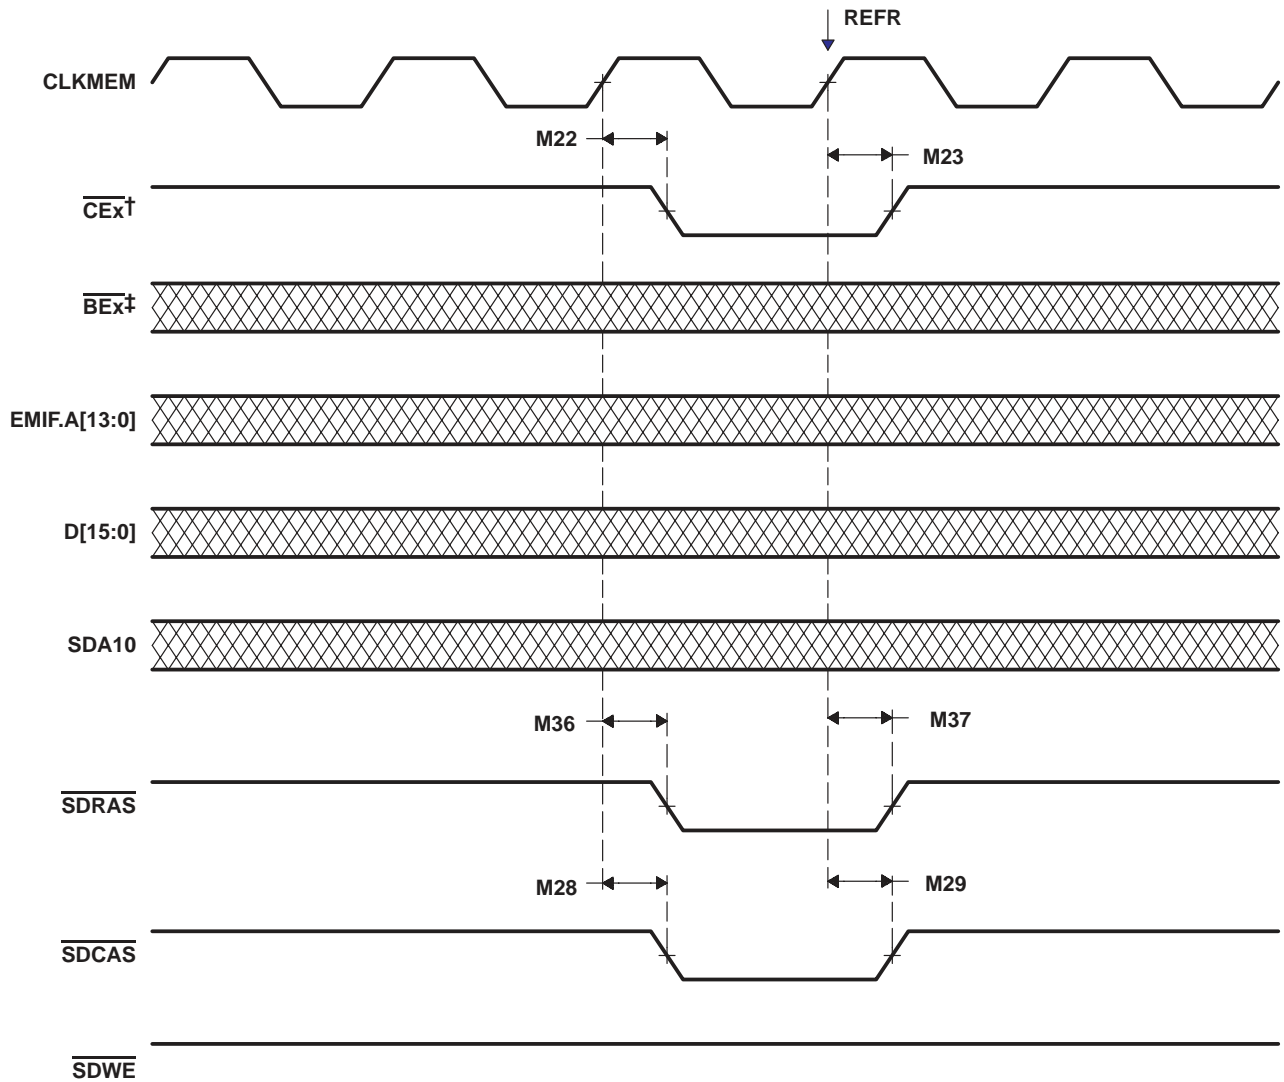 REFR
CLKMEM
M22
M23
CEx†
BEx‡
EMIF.A[13:0]
D[15:0]
SDA10
M36
M37
SDRAS
M28
M29
SDCAS
SDWE